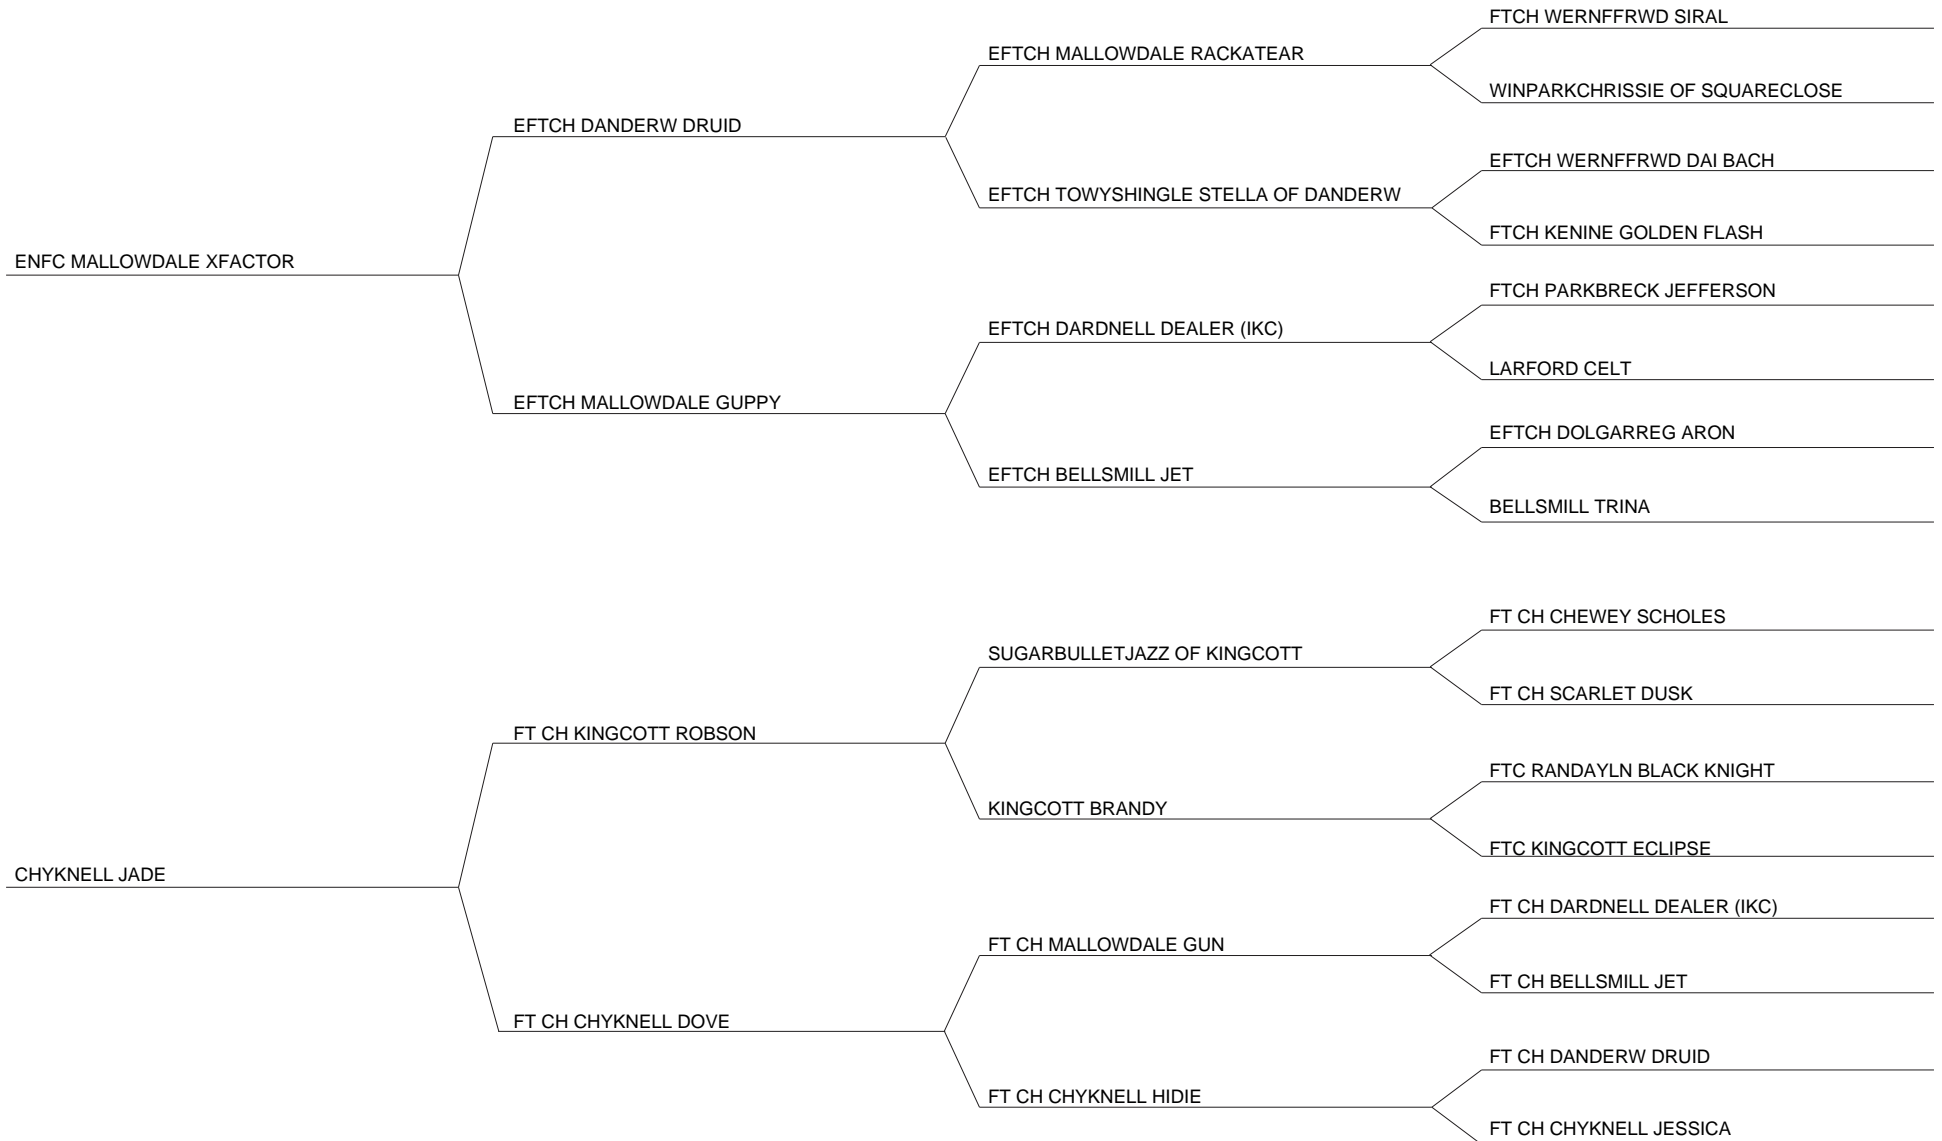 FTCH WERNFFRWD SIRAL
EFTCH MALLOWDALE RACKATEAR
WINPARKCHRISSIE OF SQUARECLOSE
EFTCH DANDERW DRUID
EFTCH WERNFFRWD DAI BACH
EFTCH TOWYSHINGLE STELLA OF DANDERW
FTCH KENINE GOLDEN FLASH
ENFC MALLOWDALE XFACTOR
FTCH PARKBRECK JEFFERSON
EFTCH DARDNELL DEALER (IKC)
LARFORD CELT
EFTCH MALLOWDALE GUPPY
EFTCH DOLGARREG ARON
EFTCH BELLSMILL JET
BELLSMILL TRINA
FT CH CHEWEY SCHOLES
SUGARBULLETJAZZ OF KINGCOTT
FT CH SCARLET DUSK
FT CH KINGCOTT ROBSON
FTC RANDAYLN BLACK KNIGHT
KINGCOTT BRANDY
FTC KINGCOTT ECLIPSE
CHYKNELL JADE
FT CH DARDNELL DEALER (IKC)
FT CH MALLOWDALE GUN
FT CH BELLSMILL JET
FT CH CHYKNELL DOVE
FT CH DANDERW DRUID
FT CH CHYKNELL HIDIE
FT CH CHYKNELL JESSICA